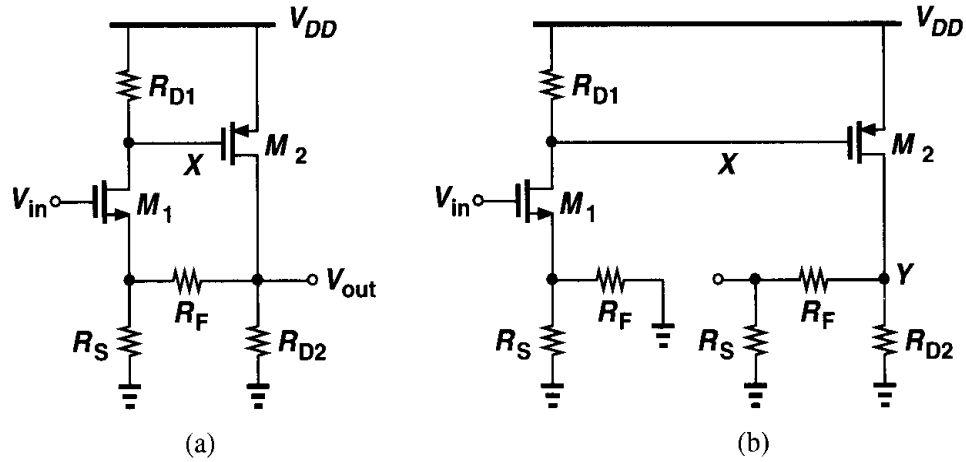 V_DD
R_D1
M_2
X
V_in
M_1
R_F
V_out
R_S
R_D2
(a)
V_DD
R_D1
M_2
X
V_in
M_1
R_F
R_S
R_F
Y
R_S
R_D2
(b)